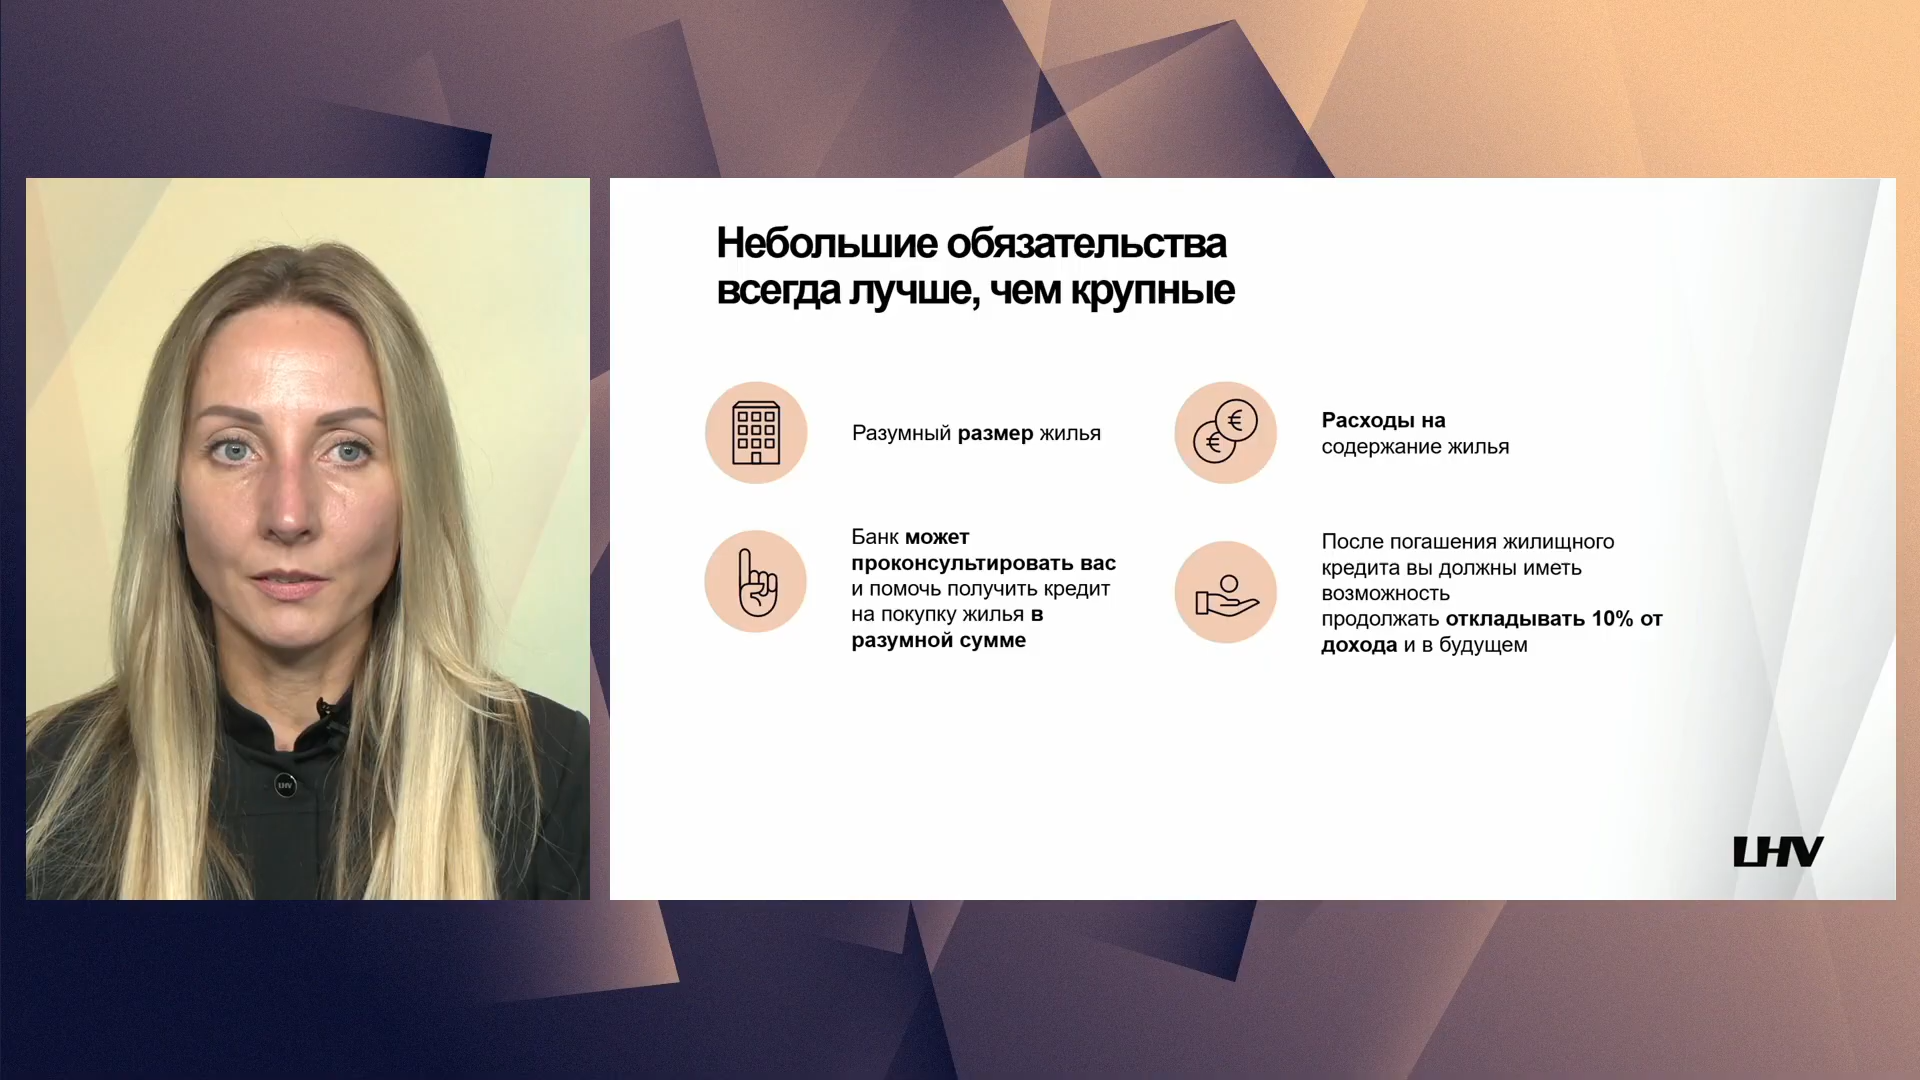 Небольшие обязательства
всегда лучше, чем крупные
Разумный размер жилья
Расходы на
содержание жилья
Банк может
проконсультировать вас
и помочь получить кредит
на покупку жилья в
разумной сумме
После погашения жилищного
кредита вы должны иметь
возможность
продолжать откладывать 10% от
дохода и в будущем
LHV
LHV